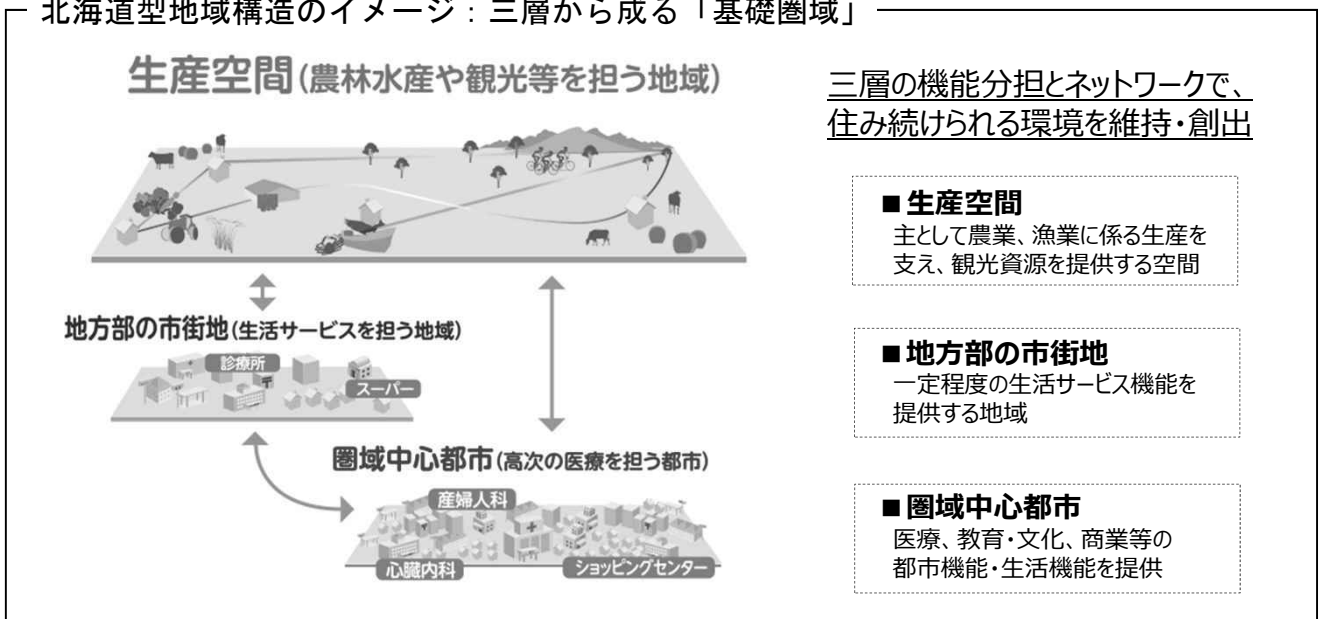 北海道型地域構造のイメージ：三層から成る「基礎圏域」
生産空間(農林水産や観光等を担う地域)
地方部の市街地(生活サービスを担う地域)
診療所
スーパー
圏域中心都市(高次の医療を担う都市)
産婦人科
心臓内科
ショッピングセンター
三層の機能分担とネットワークで、
住み続けられる環境を維持・創出
■生産空間
主として農業、漁業に係る生産を
支え、観光資源を提供する空間
■地方部の市街地
一定程度の生活サービス機能を
提供する地域
■圏域中心都市
医療、教育・文化、商業等の
都市機能・生活機能を提供